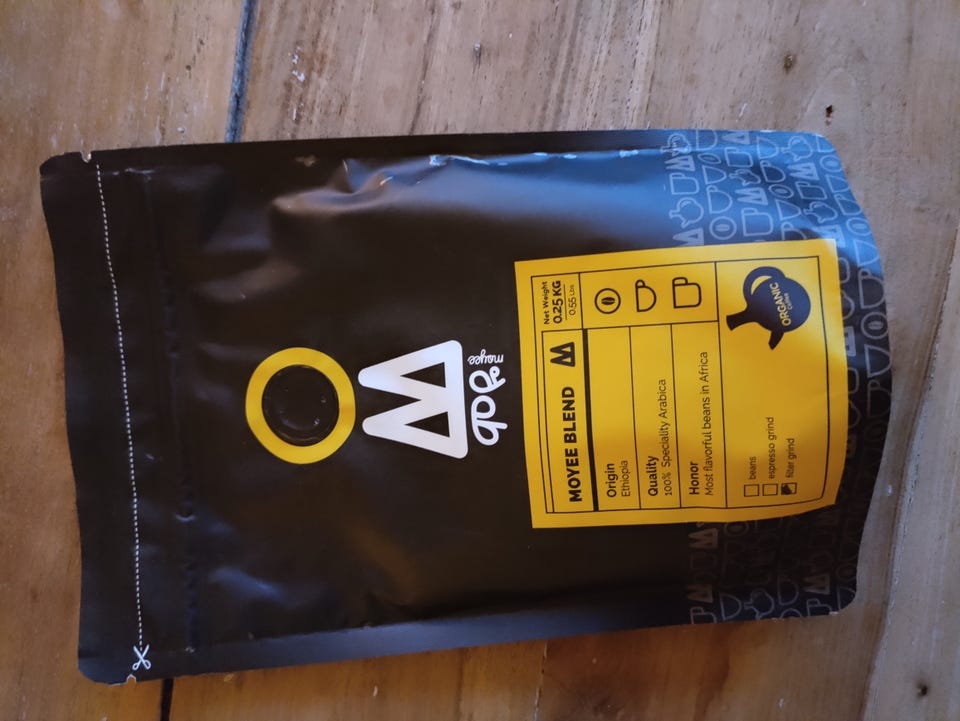 moyee
MOYEE BLEND
Net Weight
0.25 KG
0.55 Lbs
Origin
Ethiopia
Quality
100% Speciality Arabica
Honor
Most flavorful beans in Africa
beans
espresso grind
filter grind
ORGANIC
Coffee